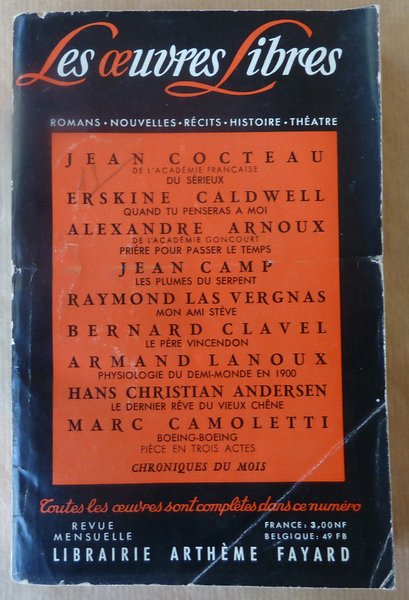 Les œuvres Libres
ROMANS • NOUVELLES • RÉCITS • HISTOIRE • THÉATRE
JEAN COCTEAU
DE L'ACADÉMIE FRANÇAISE
DU SÉRIEUX
ERSKINE CALDWELL
QUAND TU PENSERAS A MOI
ALEXANDRE ARNOUX
DE L'ACADÉMIE GONCOURT
PRIÈRE POUR PASSER LE TEMPS
JEAN CAMP
LES PLUMES DU SERPENT
RAYMOND LAS VERGNAS
MON AMI STÈVE
BERNARD CLAVEL
LE PÈRE VINCENDON
ARMAND LANOUX
PHYSIOLOGIE DU DEMI-MONDE EN 1900
HANS CHRISTIAN ANDERSEN
LE DERNIER RÊVE DU VIEUX CHÊNE
MARC CAMOLETTI
BOEING-BOEING
PIÈCE EN TROIS ACTES
CHRONIQUES DU MOIS
Toutes les œuvres sont complètes dans ce numéro
REVUE MENSUELLE
FRANCE: 3,00 NF
BELGIQUE: 49 FB
LIBRAIRIE ARTHÈME FAYARD